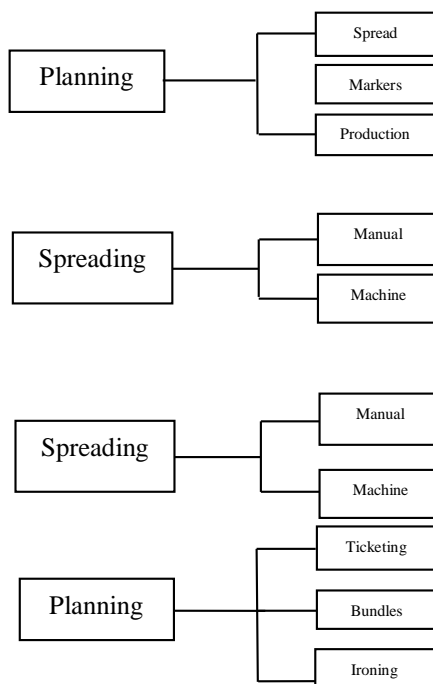 Planning
Spread
Markers
Production
Spreading
Manual
Machine
Spreading
Manual
Machine
Planning
Ticketing
Bundles
Ironing